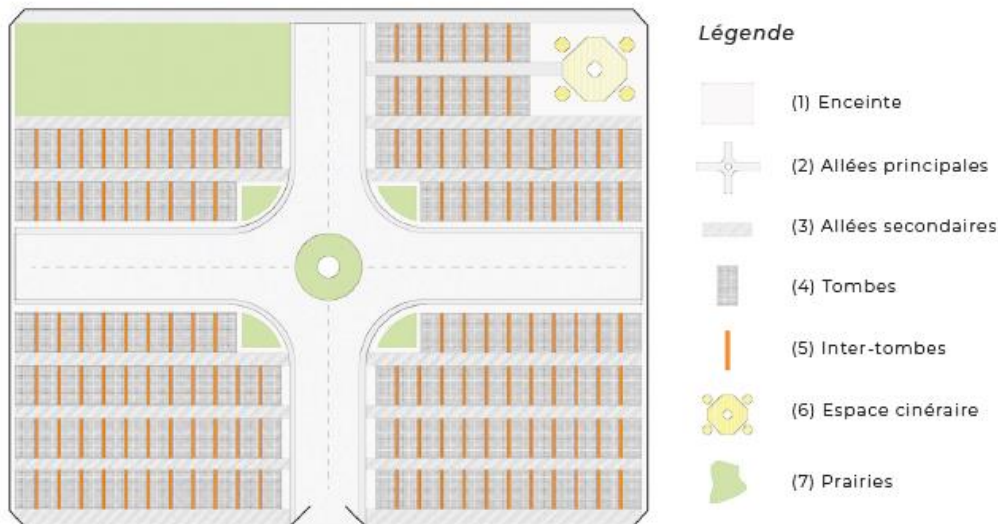 Légende
(1) Enceinte
(2) Allées principales
(3) Allées secondaires
(4) Tombes
(5) Inter-tombes
(6) Espace cinéraire
(7) Prairies